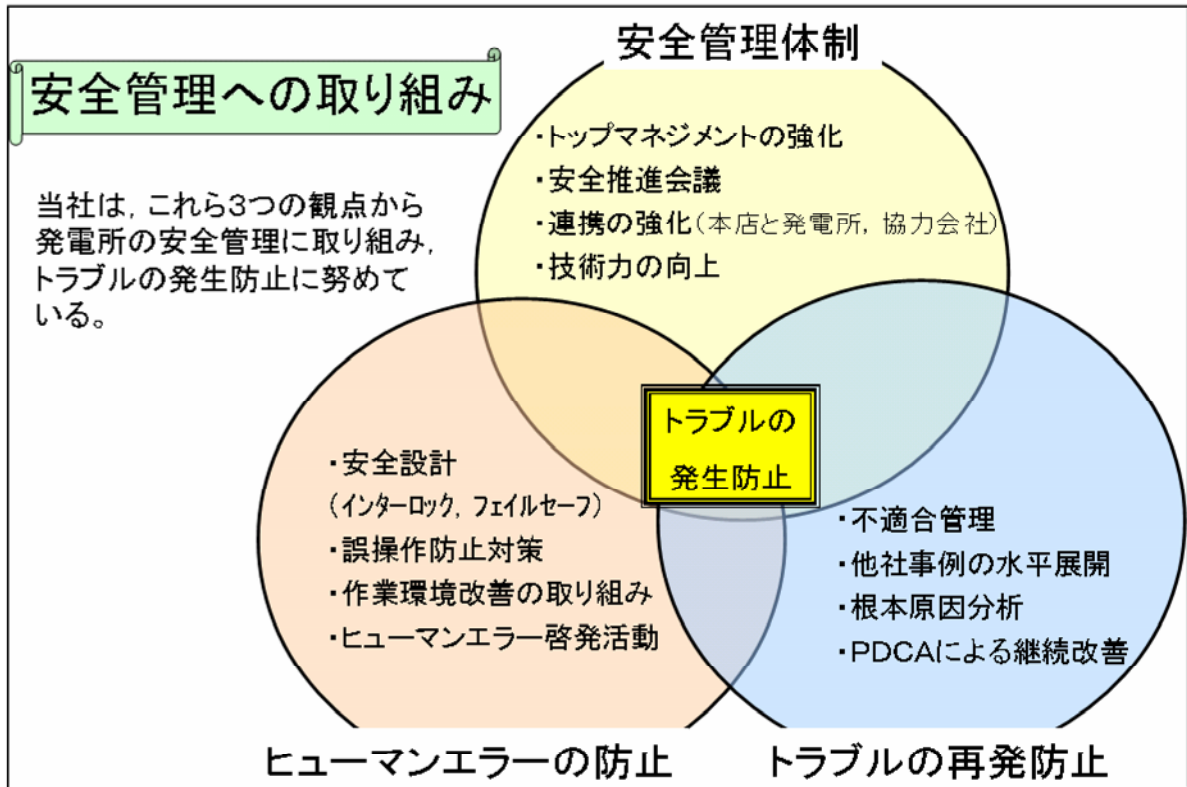 安全管理体制
安全管理への取り組み
当社は，これら3つの観点から
発電所の安全管理に取り組み，
トラブルの発生防止に努めて
いる。
・トップマネジメントの強化
・安全推進会議
・連携の強化（本店と発電所，協力会社）
・技術力の向上
トラブルの
発生防止
・安全設計
（インターロック，フェイルセーフ）
・誤操作防止対策
・作業環境改善の取り組み
・ヒューマンエラー啓発活動
・不適合管理
・他社事例の水平展開
・根本原因分析
・PDCAによる継続改善
ヒューマンエラーの防止
トラブルの再発防止